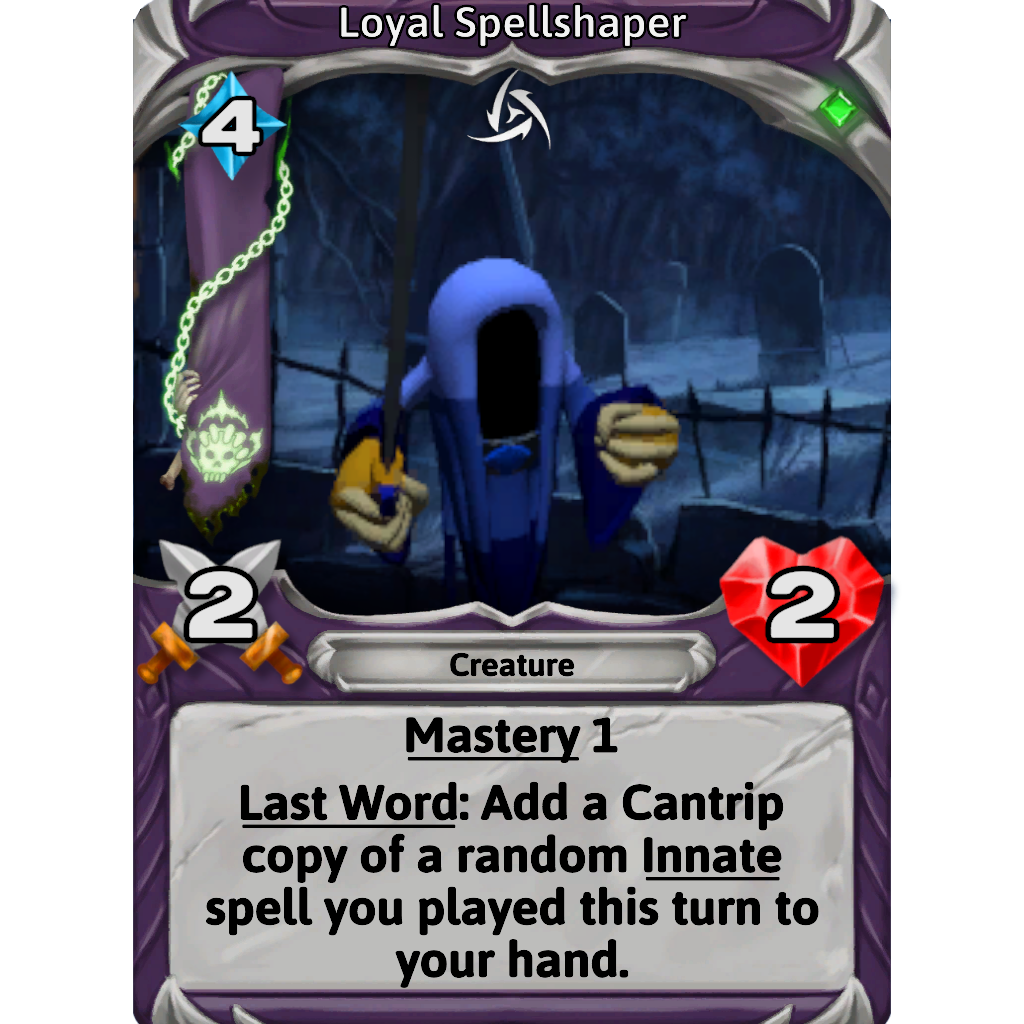 Loyal Spellshaper
4
2
2
Creature
Mastery 1
Last Word: Add a Cantrip
copy of a random Innate
spell you played this turn to
your hand.